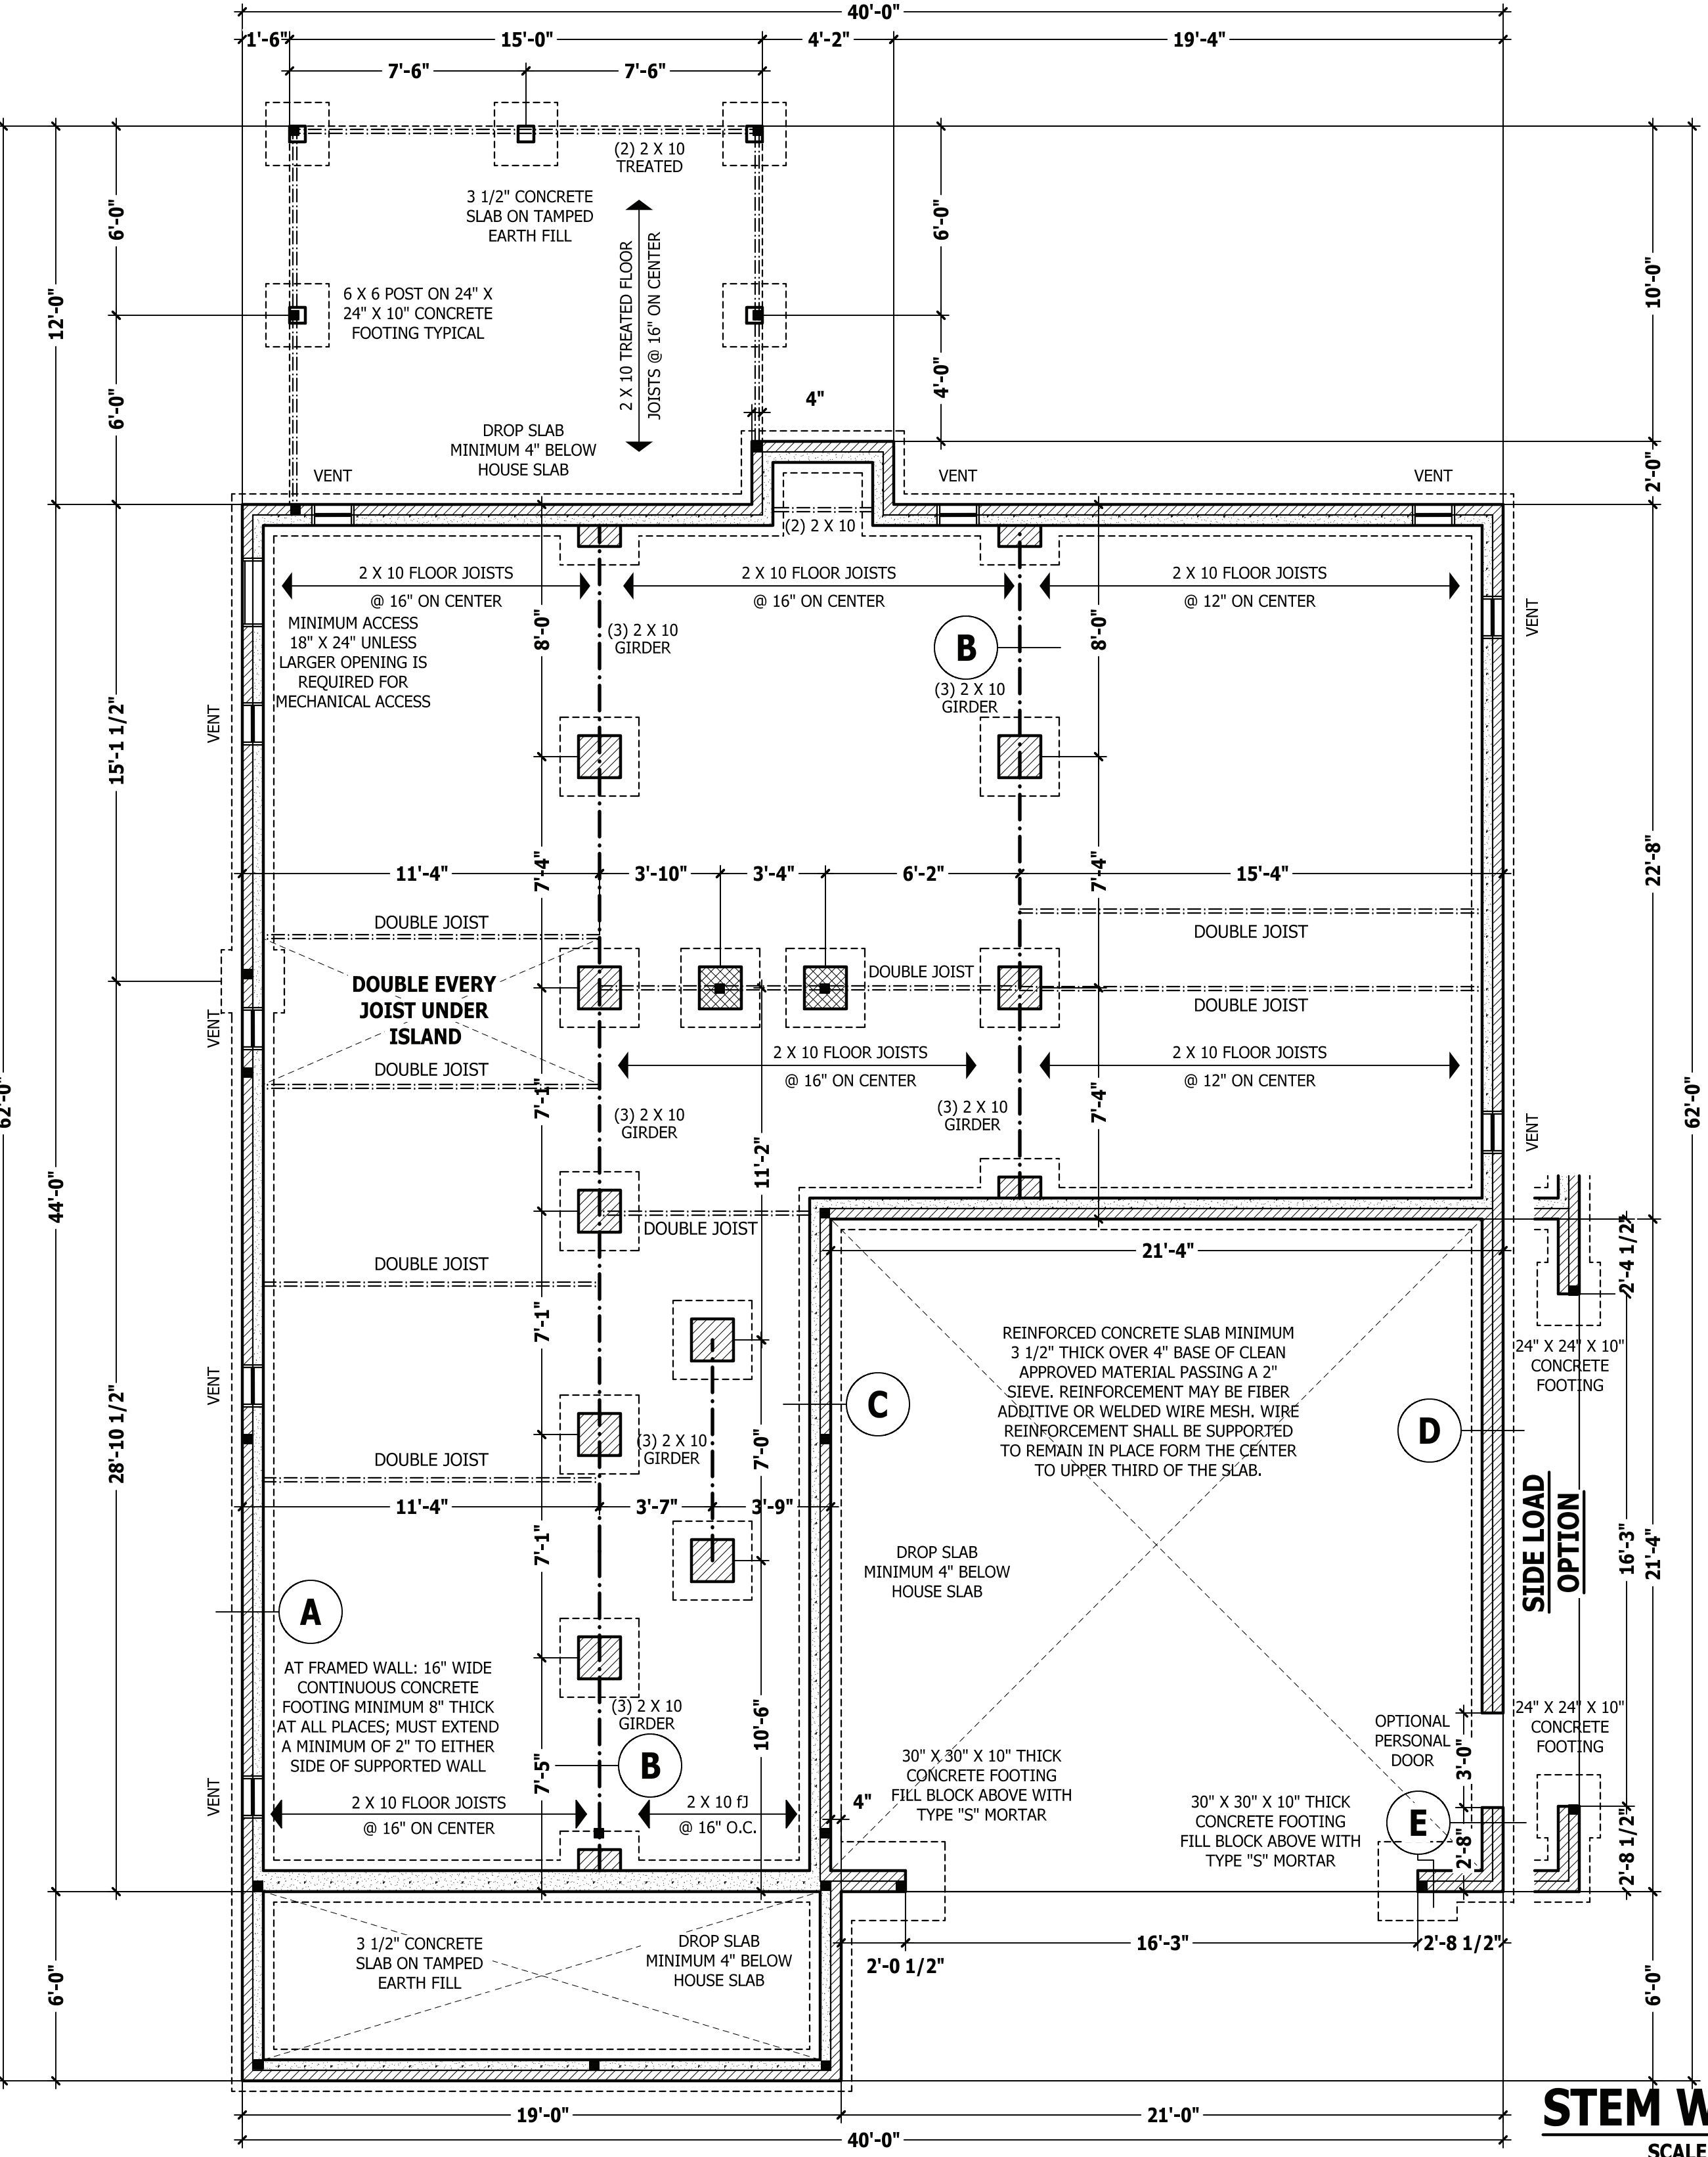 40'-0"
1'-6"
15'-0"
4'-2"
19'-4"
7'-6"
7'-6"
(2) 2 X 10
TREATED
3 1/2" CONCRETE
SLAB ON TAMPED
EARTH FILL
6'-0"
6'-0"
10'-0"
12'-0"
2 X 10 TREATED FLOOR
JOISTS @ 16" ON CENTER
6 X 6 POST ON 24" X
24" X 10" CONCRETE
FOOTING TYPICAL
6'-0"
4'-0"
4"
DROP SLAB
MINIMUM 4" BELOW
HOUSE SLAB
2'-0"
VENT
VENT
VENT
(2) 2 X 10
2 X 10 FLOOR JOISTS
@ 16" ON CENTER
2 X 10 FLOOR JOISTS
@ 16" ON CENTER
2 X 10 FLOOR JOISTS
@ 12" ON CENTER
MINIMUM ACCESS
18" X 24" UNLESS
LARGER OPENING IS
REQUIRED FOR
MECHANICAL ACCESS
8'-0"
(3) 2 X 10
GIRDER
B
(3) 2 X 10
GIRDER
8'-0"
VENT
VENT
15'-1 1/2"
22'-8"
11'-4"
7'-4"
3'-10"
3'-4"
6'-2"
7'-4"
15'-4"
DOUBLE JOIST
DOUBLE JOIST
DOUBLE EVERY
JOIST UNDER
ISLAND
DOUBLE JOIST
DOUBLE JOIST
VENT
DOUBLE JOIST
2 X 10 FLOOR JOISTS
@ 16" ON CENTER
2 X 10 FLOOR JOISTS
@ 12" ON CENTER
7'-1"
(3) 2 X 10
GIRDER
(3) 2 X 10
GIRDER
7'-4"
VENT
62'-0"
62'-0"
44'-0"
11'-2"
DOUBLE JOIST
DOUBLE JOIST
21'-4"
2'-4 1/2"
7'-1"
REINFORCED CONCRETE SLAB MINIMUM
3 1/2" THICK OVER 4" BASE OF CLEAN
APPROVED MATERIAL PASSING A 2"
SIEVE. REINFORCEMENT MAY BE FIBER
ADDITIVE OR WELDED WIRE MESH. WIRE
REINFORCEMENT SHALL BE SUPPORTED
TO REMAIN IN PLACE FORM THE CENTER
TO UPPER THIRD OF THE SLAB.
24" X 24" X 10"
CONCRETE
FOOTING
VENT
C
D
28'-10 1/2"
(3) 2 X 10
GIRDER
7'-0"
DOUBLE JOIST
11'-4"
3'-7"
3'-9"
7'-1"
SIDE LOAD
OPTION
16'-3"
21'-4"
DROP SLAB
MINIMUM 4" BELOW
HOUSE SLAB
A
AT FRAMED WALL: 16" WIDE
CONTINUOUS CONCRETE
FOOTING MINIMUM 8" THICK
AT ALL PLACES; MUST EXTEND
A MINIMUM OF 2" TO EITHER
SIDE OF SUPPORTED WALL
(3) 2 X 10
GIRDER
B
10'-6"
7'-5"
OPTIONAL
PERSONAL
DOOR
3'-0"
24" X 24" X 10"
CONCRETE
FOOTING
30" X 30" X 10" THICK
CONCRETE FOOTING
FILL BLOCK ABOVE WITH
TYPE "S" MORTAR
30" X 30" X 10" THICK
CONCRETE FOOTING
FILL BLOCK ABOVE WITH
TYPE "S" MORTAR
VENT
2 X 10 FLOOR JOISTS
@ 16" ON CENTER
2 X 10 fJ
@ 16" O.C.
4"
E
2'-8"
2'-8 1/2"
3 1/2" CONCRETE
SLAB ON TAMPED
EARTH FILL
DROP SLAB
MINIMUM 4" BELOW
HOUSE SLAB
2'-0 1/2"
16'-3"
2'-8 1/2"
6'-0"
6'-0"
19'-0"
21'-0"
40'-0"
STEM W
SCALE